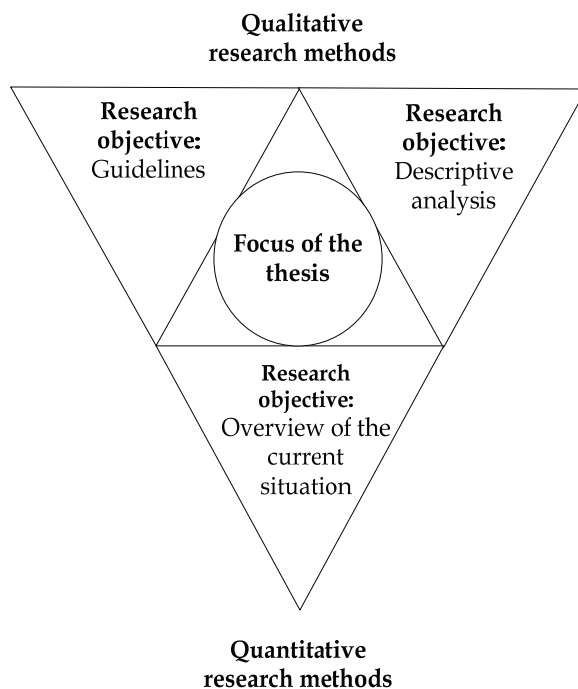 Qualitative
research methods
Research
objective:
Guidelines
Research
objective:
Descriptive
analysis
Focus of the
thesis
Research
objective:
Overview of the
current
situation
Quantitative
research methods